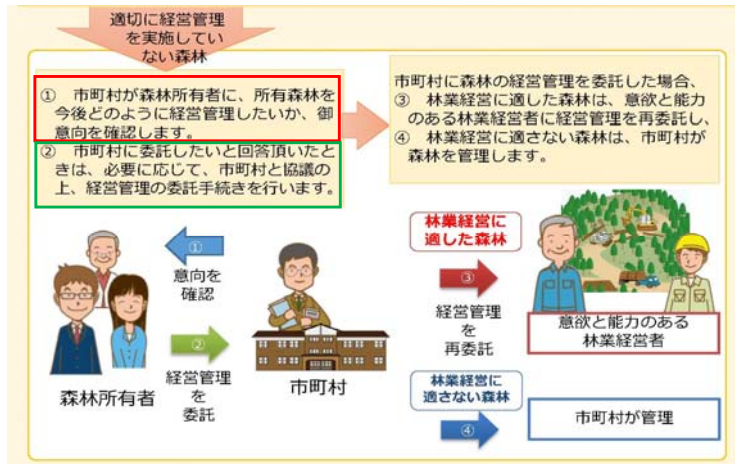 適切に経営管理
を実施してい
ない森林
① 市町村が森林所有者に、所有森林を
今後どのように経営管理したいか、御
意向を確認します。
② 市町村に委託したいと回答頂いたと
きは、必要に応じて、市町村と協議の
上、経営管理の委託手続きを行います。
市町村に森林の経営管理を委託した場合、
③ 林業経営に適した森林は、意欲と能力
のある林業経営者に経営管理を再委託し、
④ 林業経営に適さない森林は、市町村が
森林を管理します。
①
意向を
確認
②
経営管理
を
委託
森林所有者
市町村
林業経営に
適した森林
③
経営管理
を
再委託
意欲と能力のある
林業経営者
林業経営に
適さない森林
④
市町村が管理